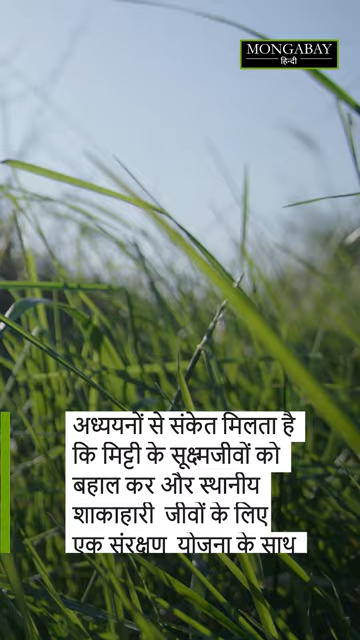 MONGABAY
हिन्दी
अध्ययनों से संकेत मिलता है
कि मिट्टी के सूक्ष्मजीवों को
बहाल कर और स्थानीय
शाकाहारी जीवों के लिए
एक संरक्षण योजना के साथ